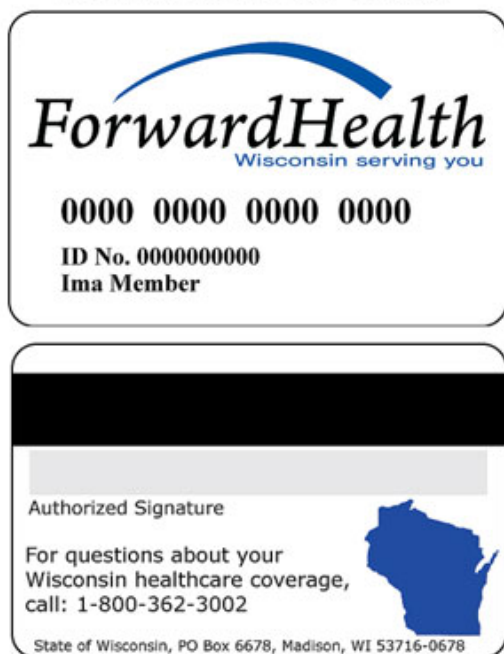 ForwardHealth
Wisconsin serving you
0000 0000 0000 0000
ID No. 0000000000
Ima Member
Authorized Signature
For questions about your
Wisconsin healthcare coverage,
call: 1-800-362-3002
State of Wisconsin, PO Box 6678, Madison, WI 53716-0678